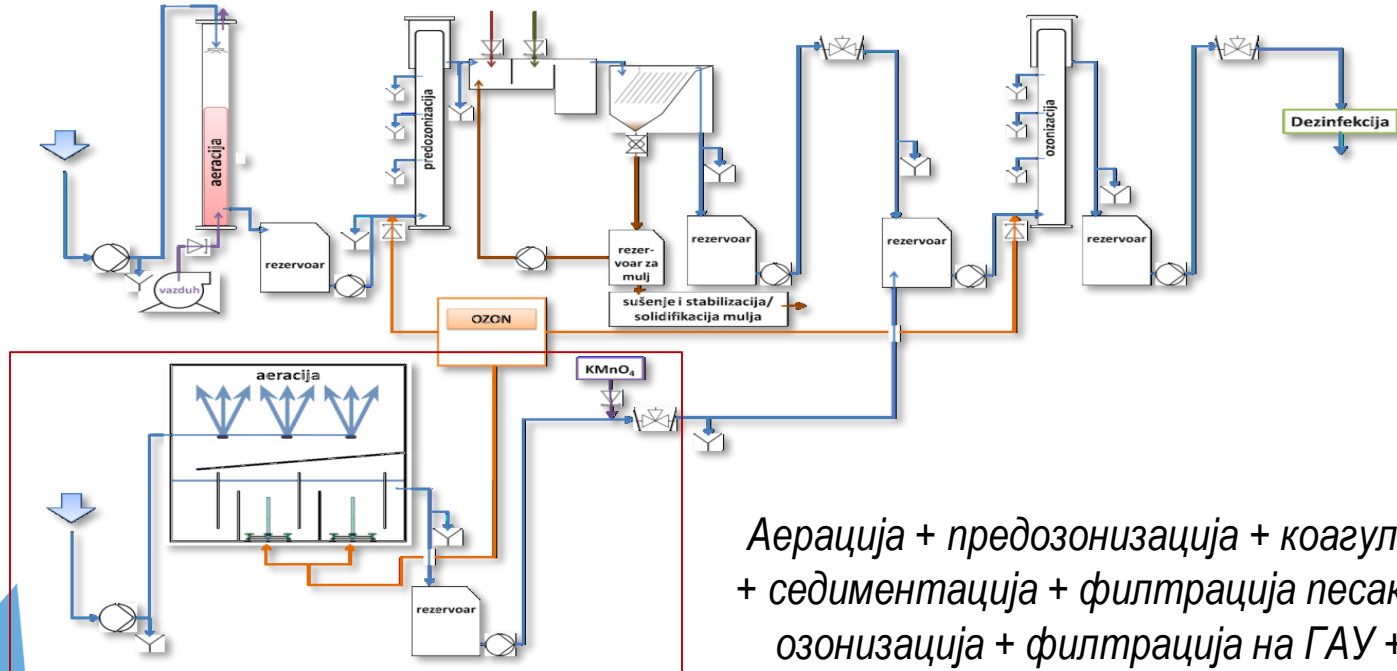 aeracija
vazduh
rezervoar
predozonizacija
rezer-
voar za
mulj
sušenje i stabilizacija/
solidifikacija mulja
rezervoar
rezervoar
ozonizacija
rezervoar
Dezinfekcija
OZON
aeracija
KMnO₄
rezervoar
Аерација + предозонизација + коагул
+ седиментација + филтрација песак
озонизација + филтрација на ГАУ +